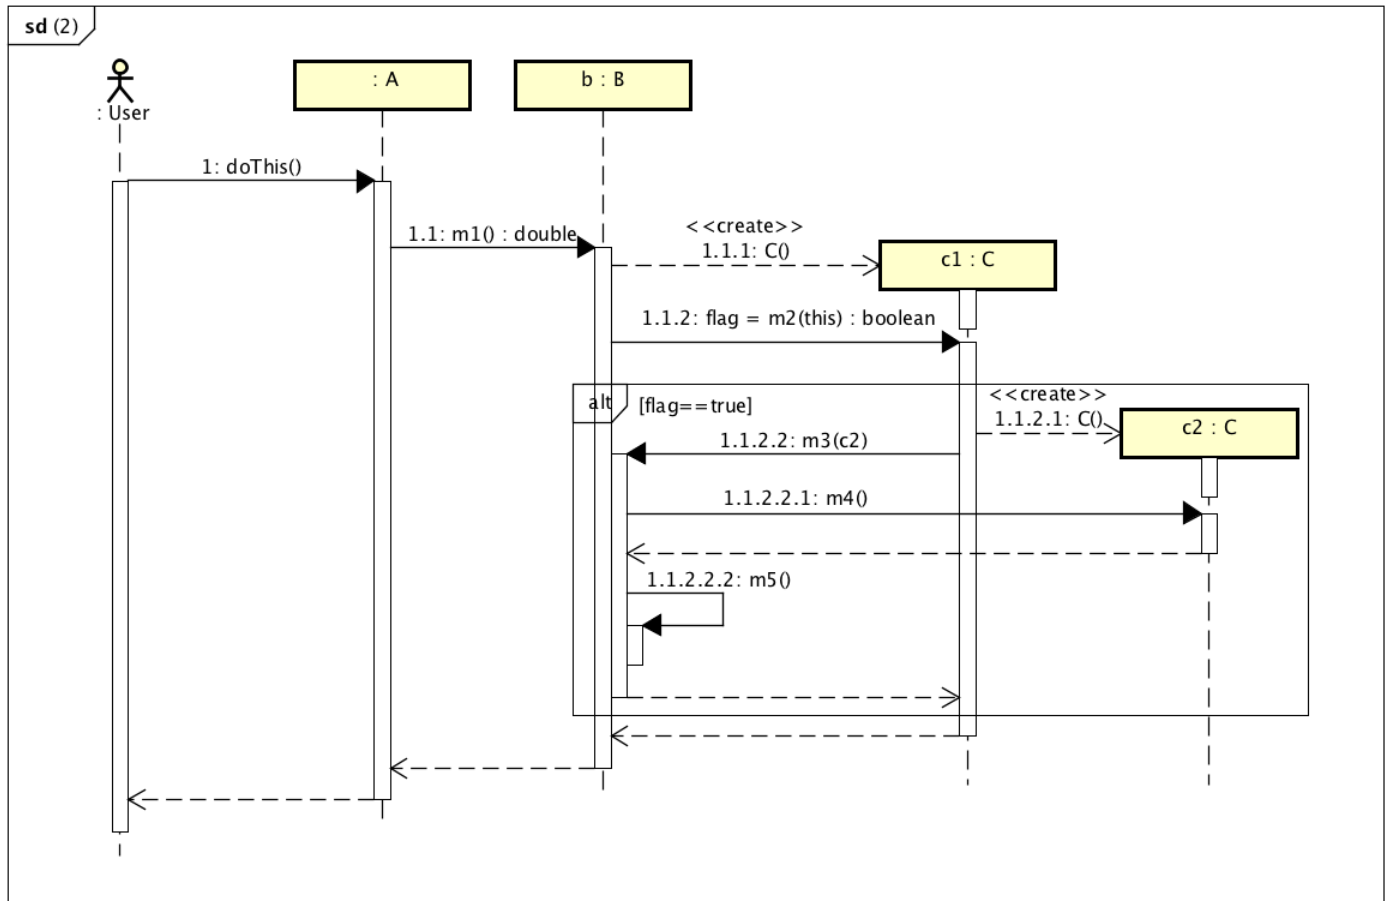 sd (2)
: User
: A
b : B
1: doThis()
1.1: m1() : double
<<create>>
1.1.1: C()
c1 : C
1.1.2: flag = m2(this) : boolean
alt
[flag==true]
<<create>>
1.1.2.1: C()
c2 : C
1.1.2.2: m3(c2)
1.1.2.2.1: m4()
1.1.2.2.2: m5()